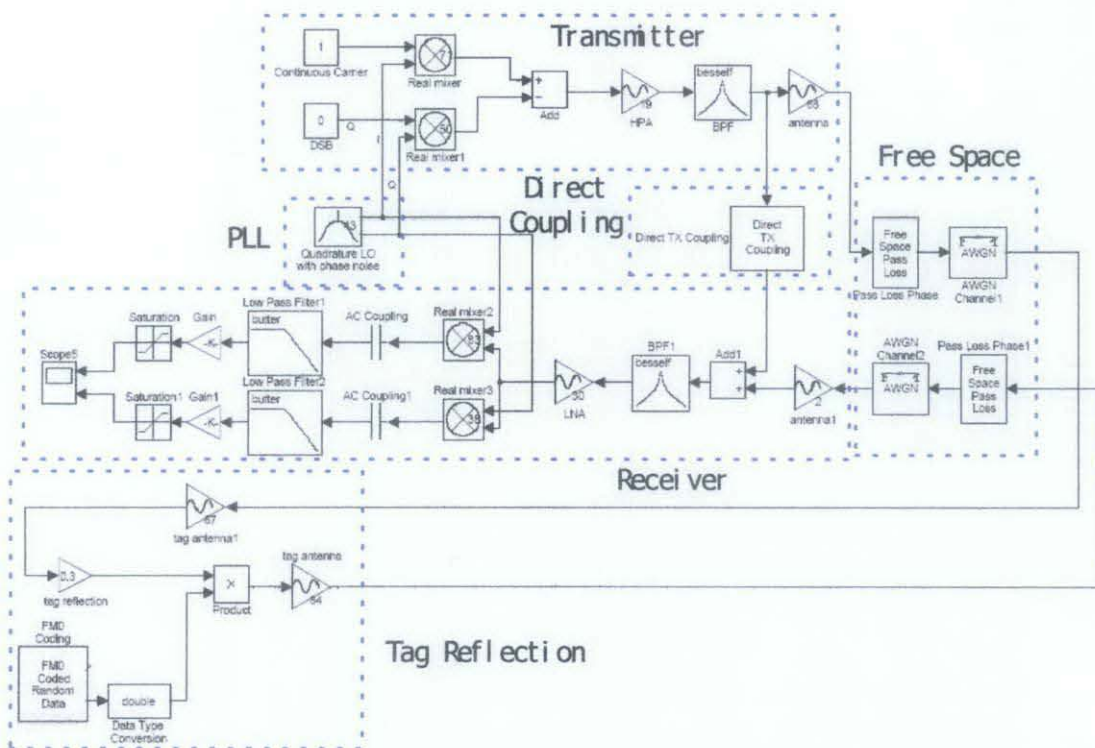 Transmitter
1
Continuous Carrier
Real mixer
0
DSB
Q
I
Real mixer1
+
−
Add
HPA
besself
BPF
antenna
Free Space
Direct
Coupling
Q
PLL
Quadrature LO
with phase noise
Direct TX Coupling
Direct
TX
Coupling
Free
Space
Pass
Loss
Pass Loss Phase
AWGN
AWGN
Channel1
Scope5
Saturation
Gain
-K-
Low Pass Filter1
butter
AC Coupling
Real mixer2
Saturation1
Gain1
-K-
Low Pass Filter2
butter
AC Coupling1
Real mixer3
30
LNA
BPF1
besself
Add1
+
+
2
antenna1
AWGN
Channel2
AWGN
Pass Loss Phase1
Free
Space
Pass
Loss
Receiver
tag antenna1
0.3
tag reflection
×
Product
tag antenna
FM0
Coding
FM0
Coded
Random
Data
double
Data Type
Conversion
Tag Reflection